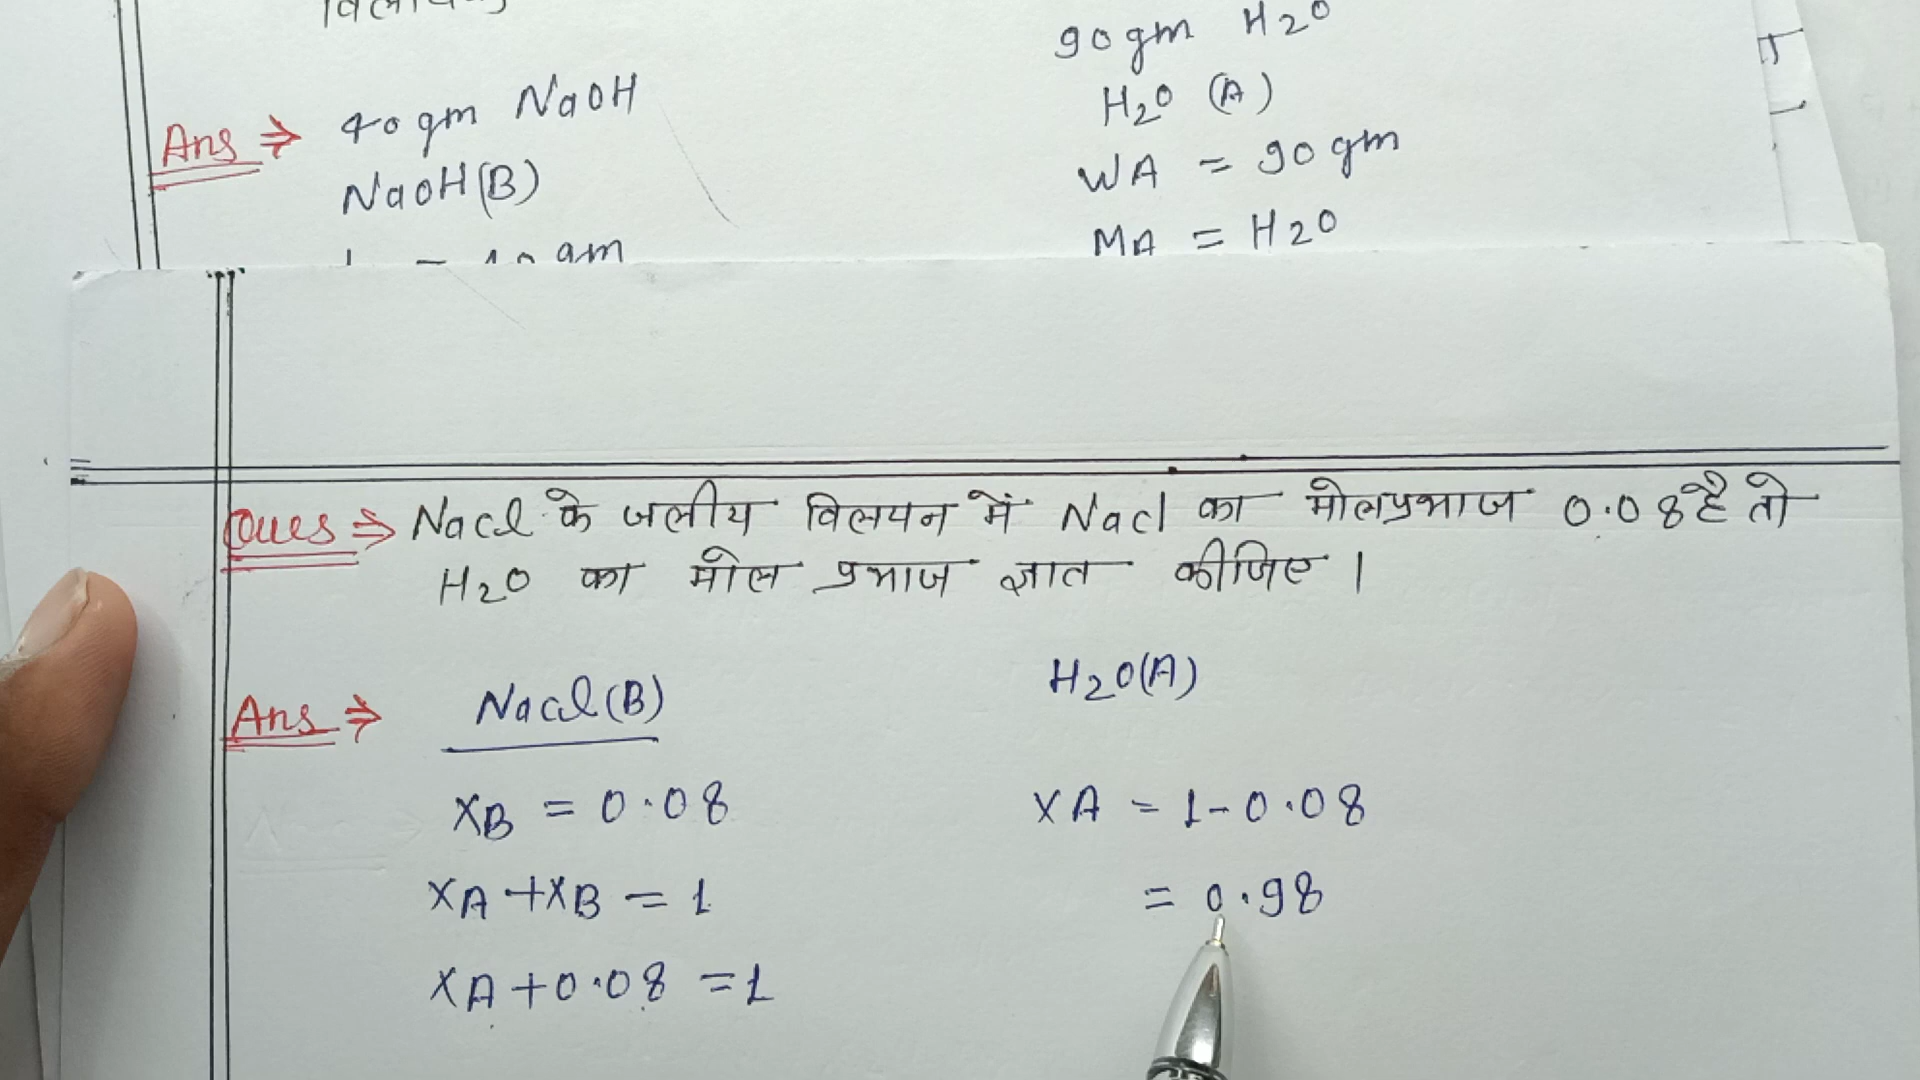 90 gm H2O
Ans ⇒ 40 gm NaOH
H2O (A)
NaOH(B)
WA = 90 gm
gm
MA = H2O
Ques ⇒ Nacl के जलीय विलयन में Nacl का मोलप्रभाज 0.08 है तो
H2O का मोल प्रभाज ज्ञात कीजिए ।
Ans ⇒ Nacl(B)
H2O(A)
XB = 0.08
XA = 1-0.08
XA+XB = 1
= 0.98
XA+0.08 = 1